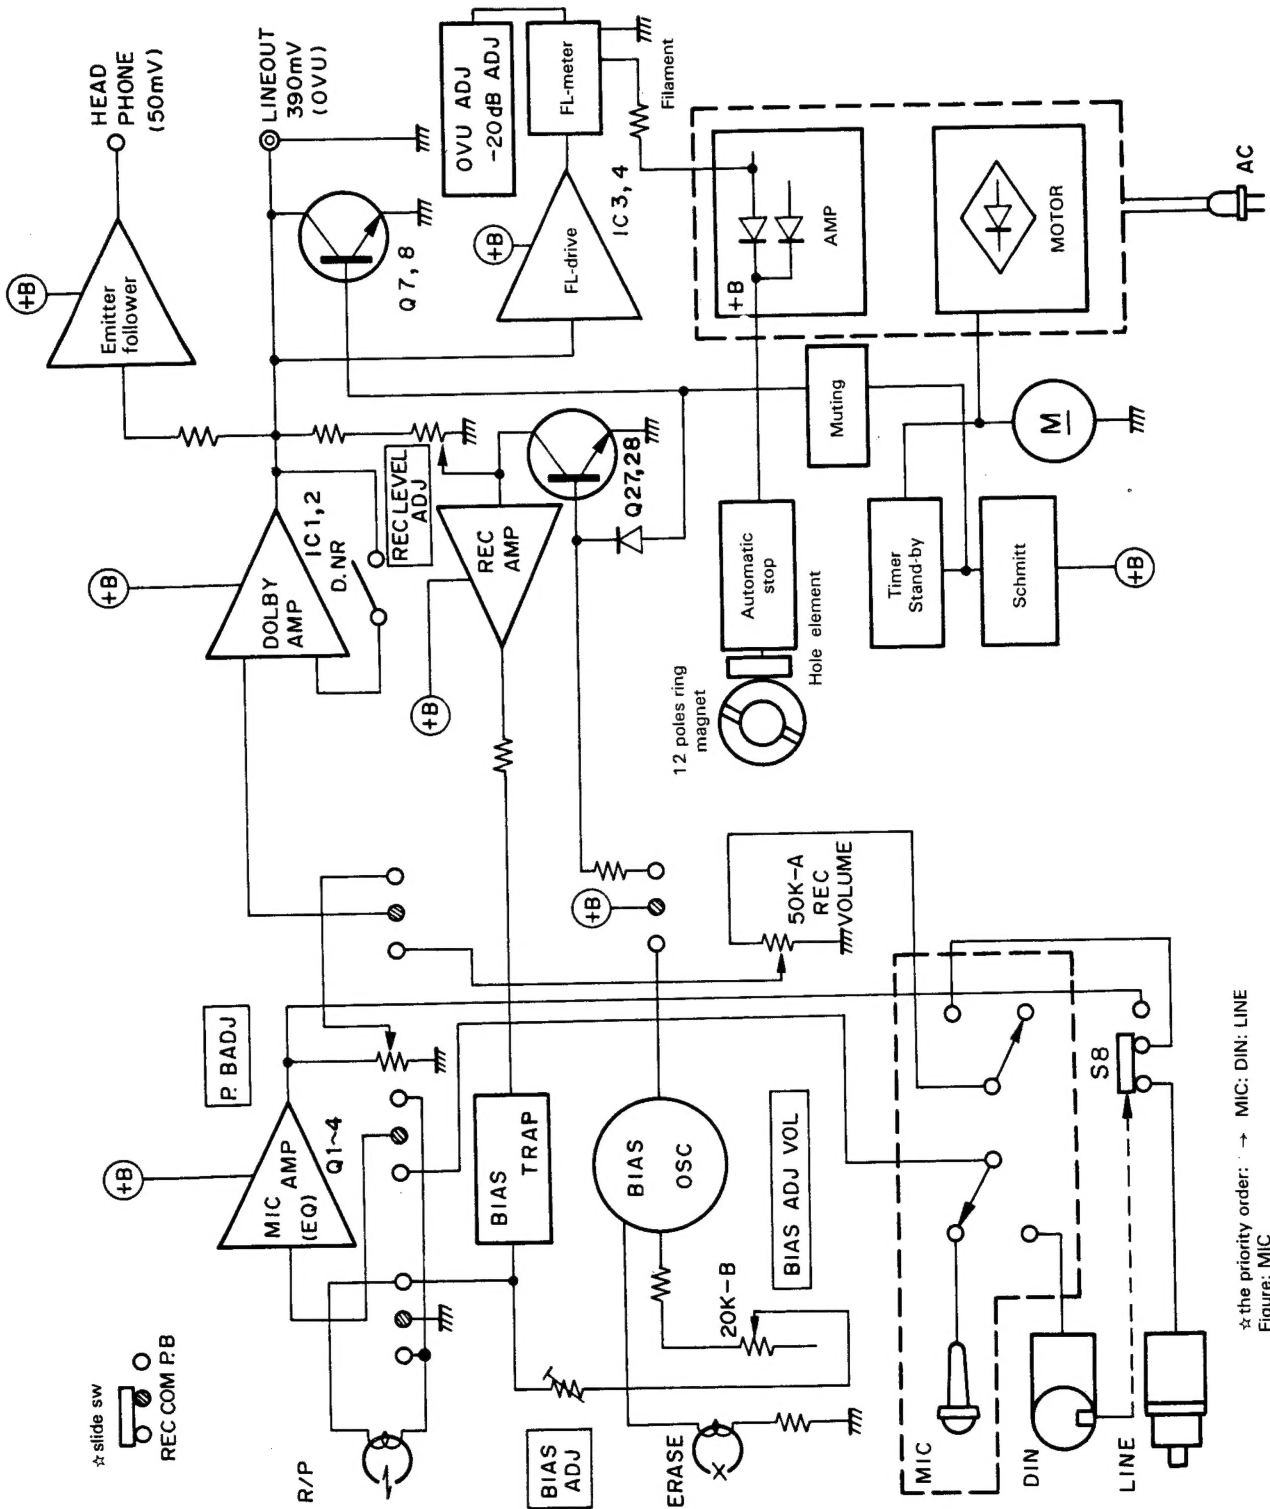 ☆ slide sw
REC COM P.B
R/P
+B
MIC
AMP
(EQ)
Q1~4
P. BADJ
+B
DOLBY
AMP
IC1,2
D.NR
+B
Emitter
follower
HEAD
PHONE
(50mV)
LINEOUT
390mV
(OVU)
Q7,8
REC LEVEL
ADJ
+B
REC
AMP
Q27,28
+B
FL-drive
IC3,4
OVU ADJ
-20dB ADJ
FL-meter
Filament
BIAS
TRAP
BIAS
ADJ
BIAS
OSC
20K-B
BIAS ADJ VOL
ERASE
+B
50K-A
REC
VOLUME
12 poles ring
magnet
Hole element
Automatic
stop
Muting
+B
AMP
MOTOR
AC
Timer
Stand-by
Schmitt
+B
M
MIC
DIN
LINE
S8
☆ the priority order: → MIC: DIN: LINE
Figure: MIC